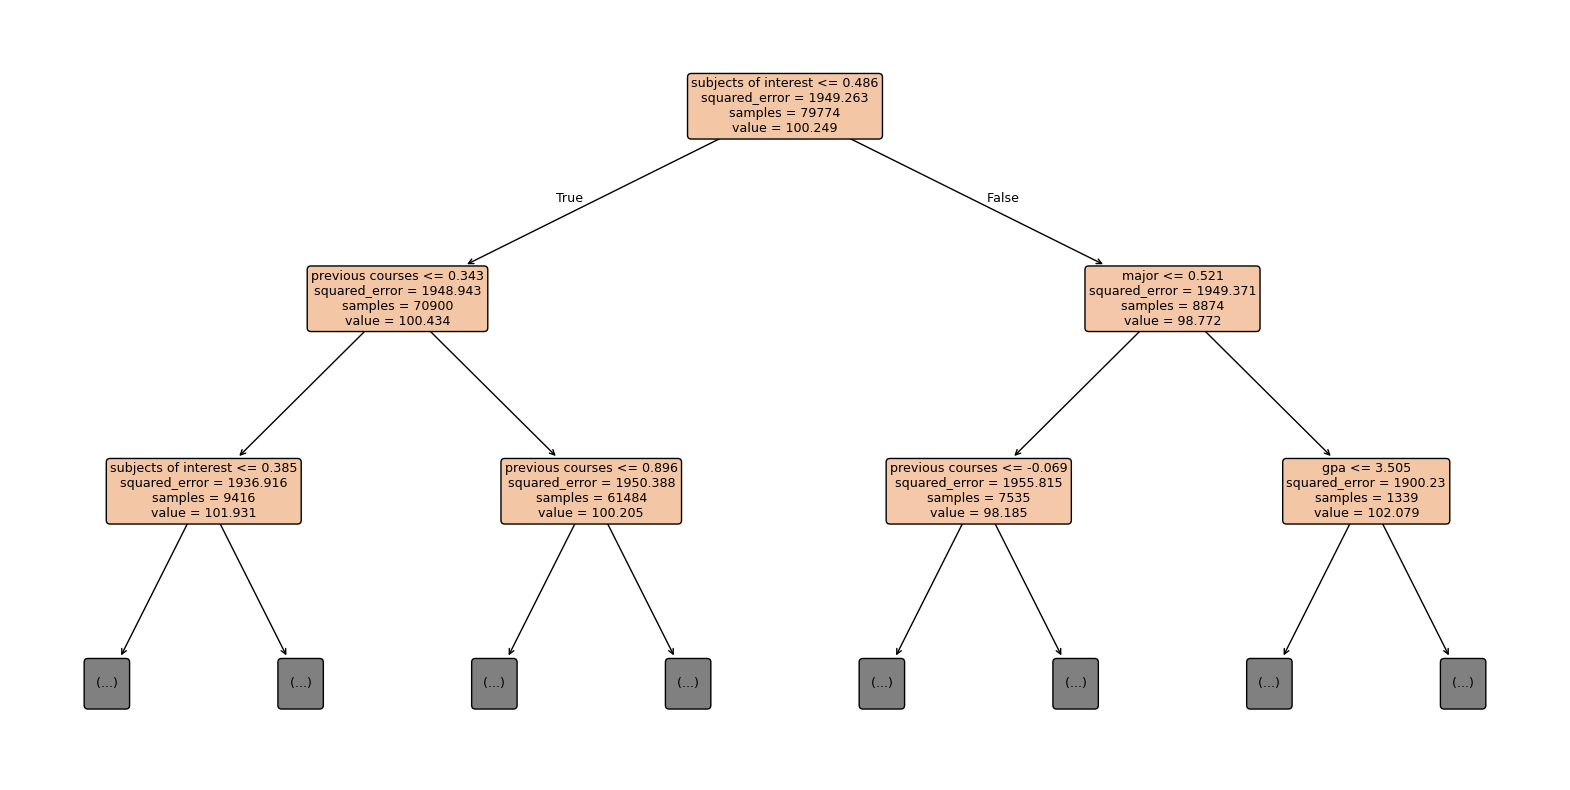 subjects of interest <= 0.486
squared_error = 1949.263
samples = 79774
value = 100.249
True
False
previous courses <= 0.343
squared_error = 1948.943
samples = 70900
value = 100.434
major <= 0.521
squared_error = 1949.371
samples = 8874
value = 98.772
subjects of interest <= 0.385
squared_error = 1936.916
samples = 9416
value = 101.931
previous courses <= 0.896
squared_error = 1950.388
samples = 61484
value = 100.205
previous courses <= -0.069
squared_error = 1955.815
samples = 7535
value = 98.185
gpa <= 3.505
squared_error = 1900.23
samples = 1339
value = 102.079
(...)
(...)
(...)
(...)
(...)
(...)
(...)
(...)